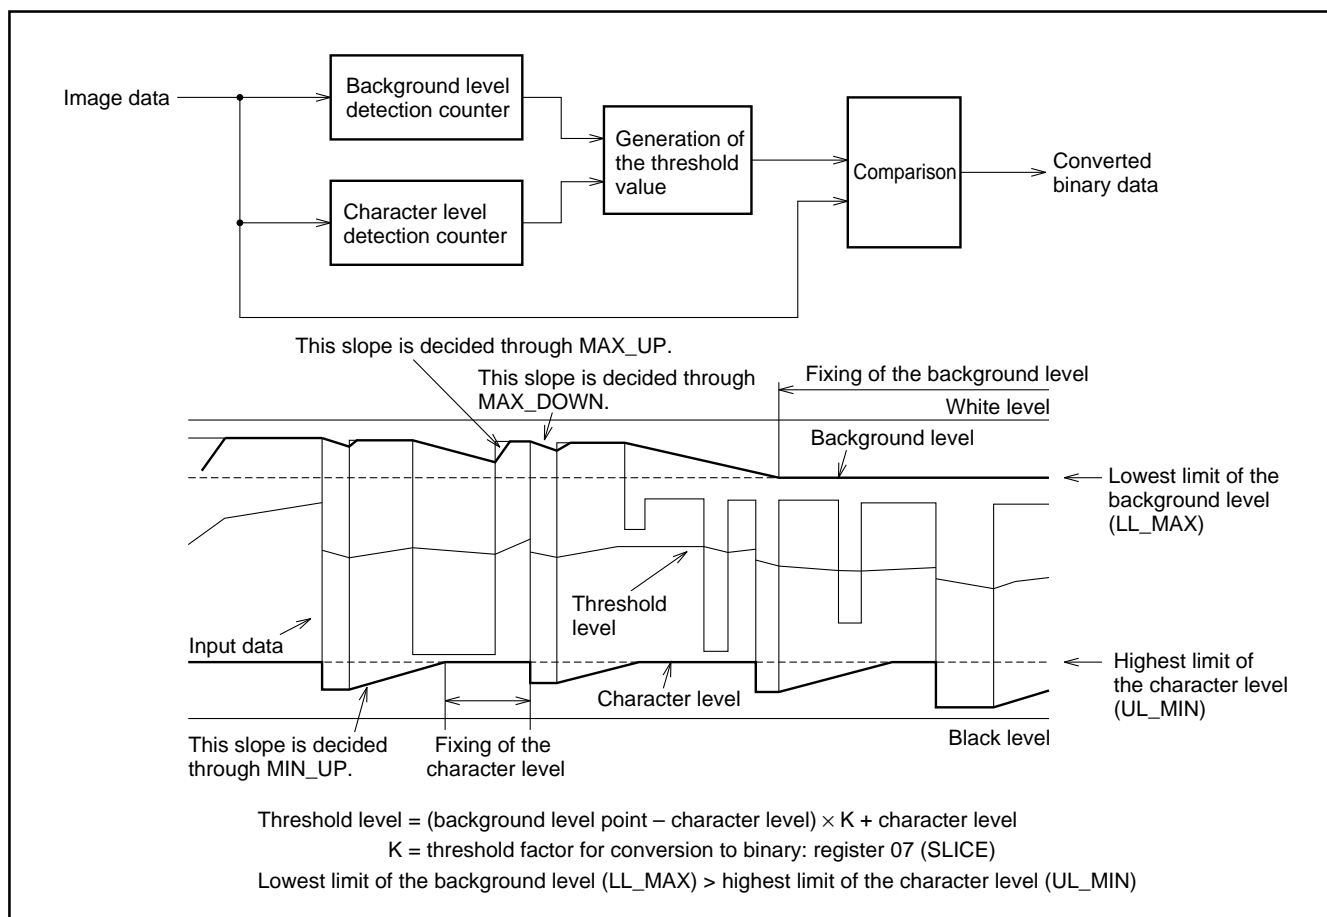 Image data
Background level
detection counter
Character level
detection counter
Generation of
the threshold
value
Comparison
Converted
binary data
This slope is decided through MAX_UP.
This slope is decided through
MAX_DOWN.
Fixing of the background level
White level
Background level
Lowest limit of the
background level
(LL_MAX)
Threshold
level
Input data
Character level
Highest limit of
the character level
(UL_MIN)
This slope is decided
through MIN_UP.
Fixing of the
character level
Black level
Threshold level = (background level point – character level) × K + character level
K = threshold factor for conversion to binary: register 07 (SLICE)
Lowest limit of the background level (LL_MAX) > highest limit of the character level (UL_MIN)